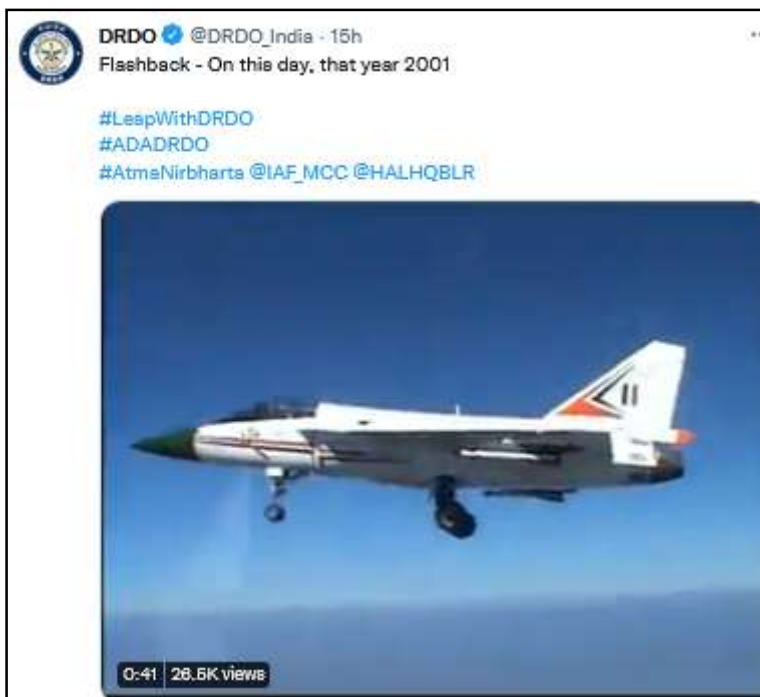 DRDO @DRDO_India · 15h
Flashback - On this day, that year 2001
#LeapWithDRDO
#ADADRDO
#AtmaNirbharta @IAF_MCC @HALHQBLR
0:41 26.5K views